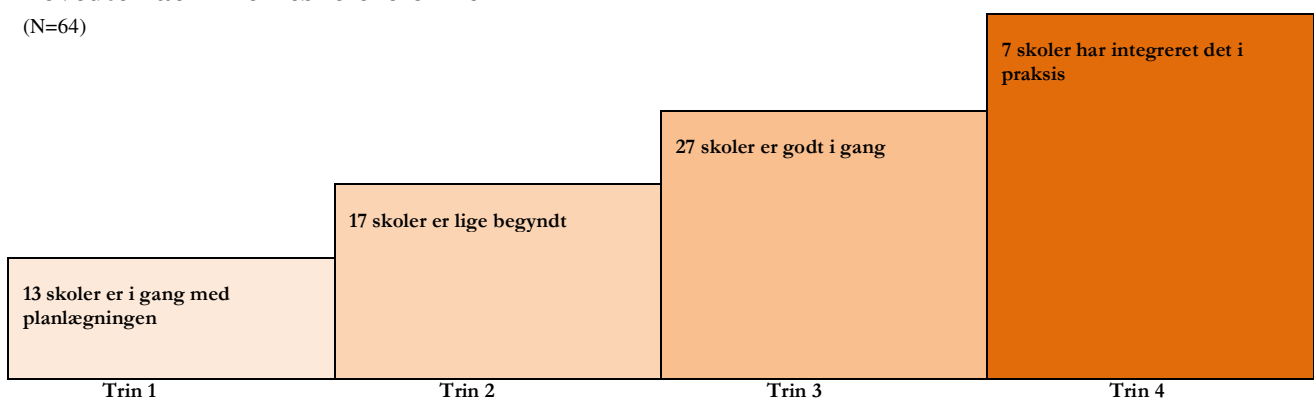 (N=64)
7 skoler har integreret det i
praksis
27 skoler er godt i gang
17 skoler er lige begyndt
13 skoler er i gang med
planlægningen
Trin 1
Trin 2
Trin 3
Trin 4